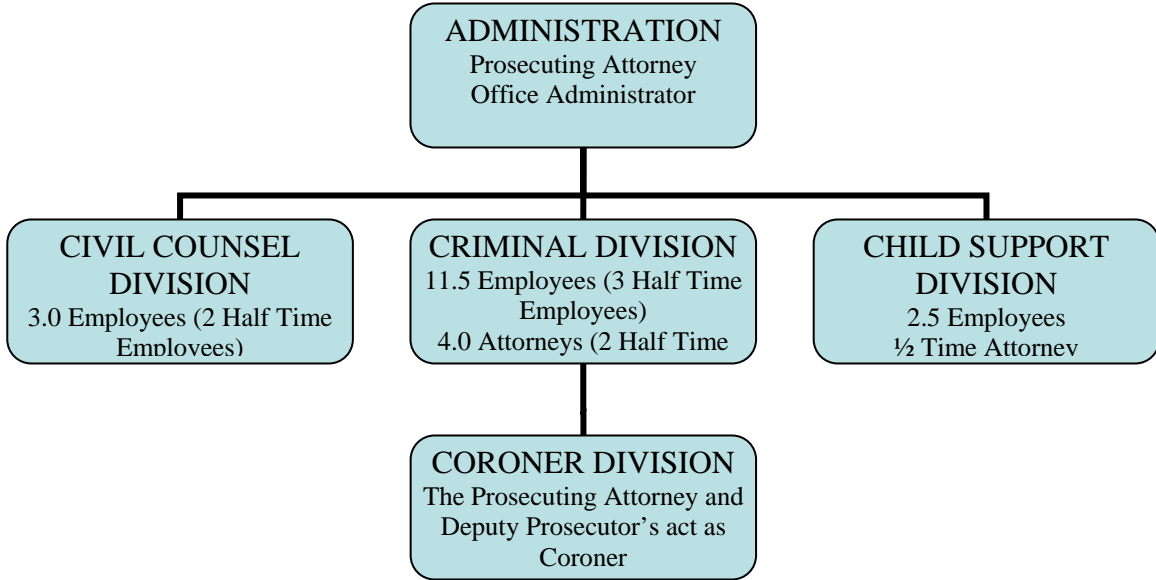 ADMINISTRATION
Prosecuting Attorney
Office Administrator
CIVIL COUNSEL
DIVISION
3.0 Employees (2 Half Time
Employees)
CRIMINAL DIVISION
11.5 Employees (3 Half Time
Employees)
4.0 Attorneys (2 Half Time
CHILD SUPPORT
DIVISION
2.5 Employees
½ Time Attorney
CORONER DIVISION
The Prosecuting Attorney and
Deputy Prosecutor’s act as
Coroner